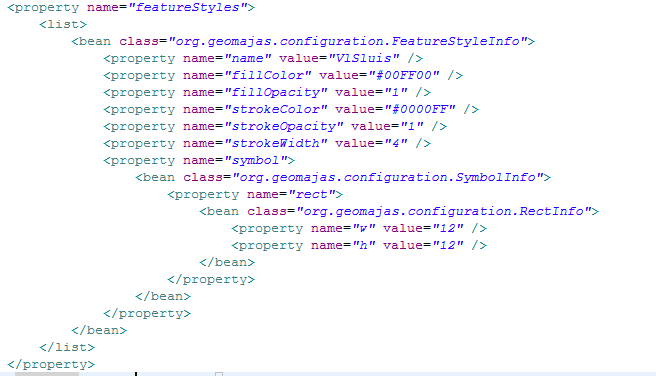 <property name="featureStyles">
<list>
<bean class="org.geomajas.configuration.FeatureStyleInfo">
<property name="name" value="VlSluis" />
<property name="fillColor" value="#00FF00" />
<property name="fillOpacity" value="1" />
<property name="strokeColor" value="#0000FF" />
<property name="strokeOpacity" value="1" />
<property name="strokeWidth" value="4" />
<property name="symbol">
<bean class="org.geomajas.configuration.SymbolInfo">
<property name="rect">
<bean class="org.geomajas.configuration.RectInfo">
<property name="w" value="12" />
<property name="h" value="12" />
</bean>
</property>
</bean>
</property>
</bean>
</list>
</property>